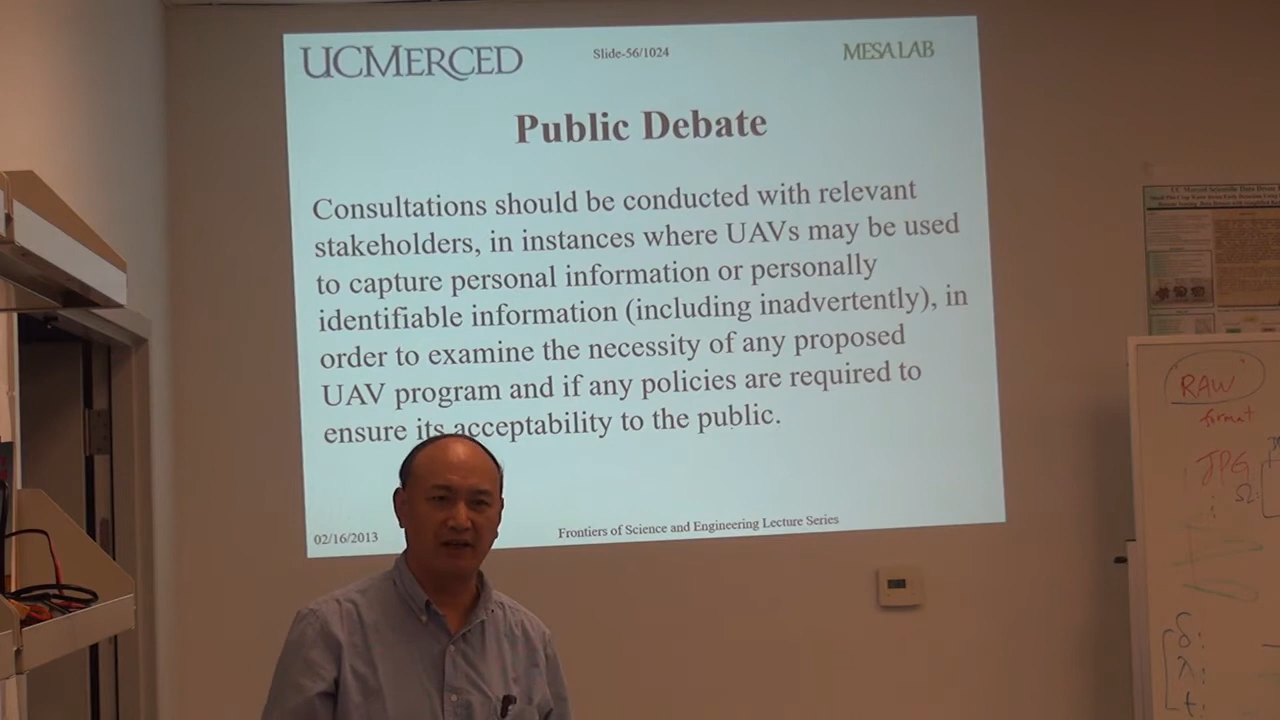 UCMERCED
Slide-56/1024
MESA LAB
Public Debate
Consultations should be conducted with relevant
stakeholders, in instances where UAVs may be used
to capture personal information or personally
identifiable information (including inadvertently), in
order to examine the necessity of any proposed
UAV program and if any policies are required to
ensure its acceptability to the public.
02/16/2013
Frontiers of Science and Engineering Lecture Series
RAW
format
JPG
Ω:
δ:
λ:
t: